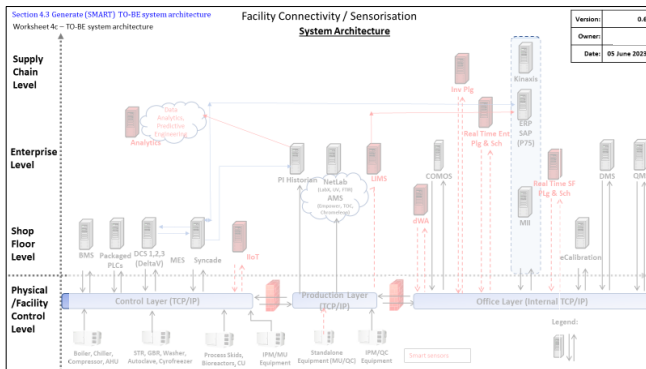 Section 4.3 Generate (SMART) TO-BE system architecture
Worksheet 4c – TO-BE system architecture
Facility Connectivity / Sensorisation
System Architecture
Version: 0.6
Owner:
Date: 05 June 2023
Supply
Chain
Level
Enterprise
Level
Shop
Floor
Level
Physical
/Facility
Control
Level
Data
Analytics,
Predictive
Engineering
Analytics
PI Historian
NetLab
AMS
LIMS
Inv Plg
Real Time Ent.
Plg & Sch
Kinaxis
ERP
SAP
(P75)
MII
COMOS
dWA
Real Time SF
PLg & Sch
eCalibration
DMS
QM
BMS
Packaged
PLCs
DCS 1,2,3
(DeltaV)
MES
Syncade
IIoT
Control Layer (TCP/IP)
Production Layer
(TCP/IP)
Office Layer (Internal TCP/IP)
Boiler, Chiller,
Compressor, AHU
STR, GBR, Washer,
Autoclave, Curofreezer
Process Skids,
Bioreactors, CU
IPM/MU
Equipment
Standalone
Equipment (MU/QC)
IPM/QC
Equipment
Smart sensors
Legend: